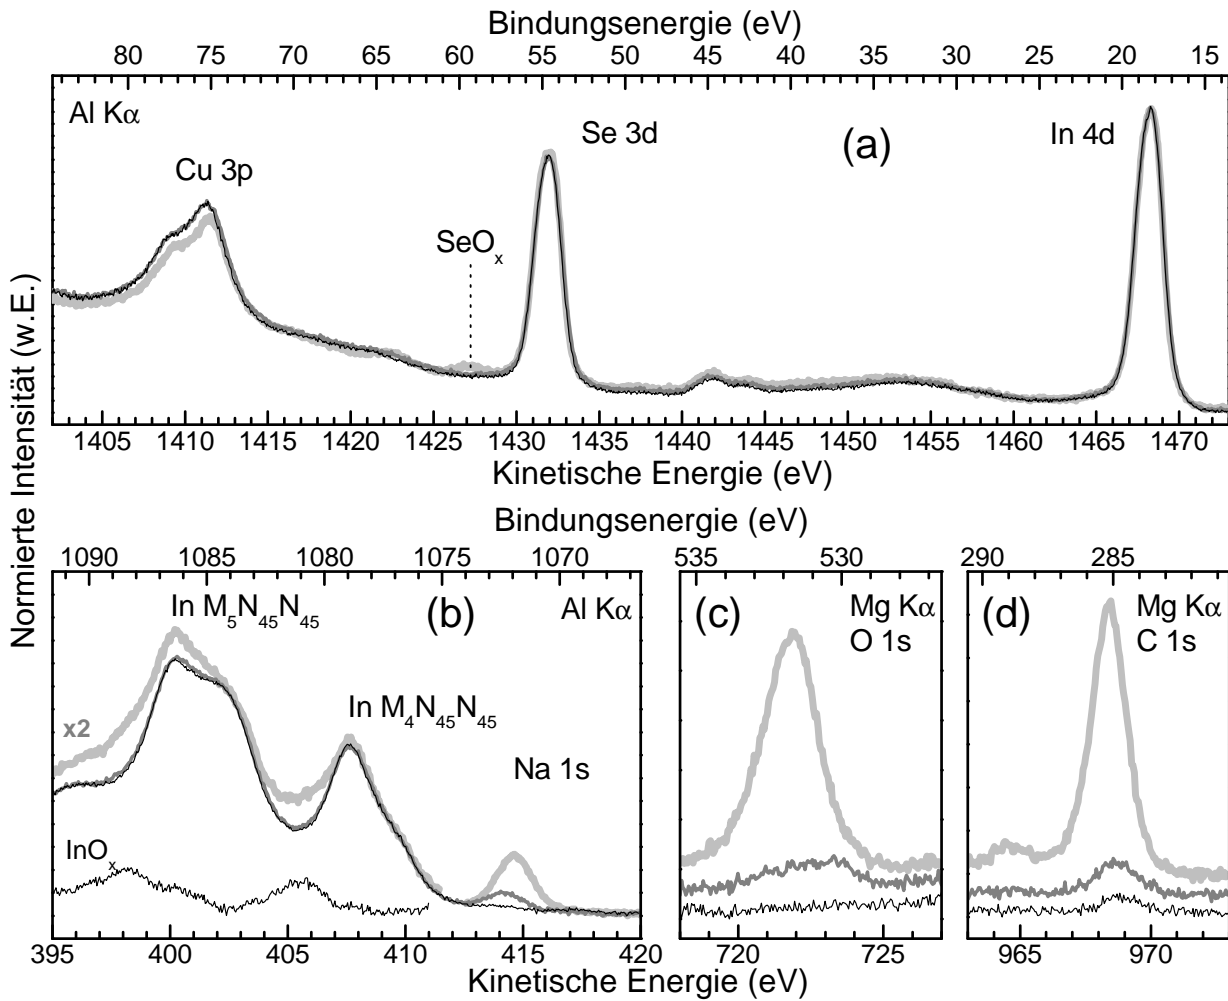 Bindungsenergie (eV)
80 75 70 65 60 55 50 45 40 35 30 25 20 15
Al Kα
Cu 3p
SeOx
Se 3d
(a)
In 4d
1405 1410 1415 1420 1425 1430 1435 1440 1445 1450 1455 1460 1465 1470
Kinetische Energie (eV)
Normierte Intensität (w.E.)
Bindungsenergie (eV)
1090 1085 1080 1075 1070
In M5N45N45
(b)
Al Kα
In M4N45N45
x2
Na 1s
InOx
395 400 405 410 415 420
535 530
(c)
Mg Kα
O 1s
720 725
290 285
(d)
Mg Kα
C 1s
965 970
Kinetische Energie (eV)